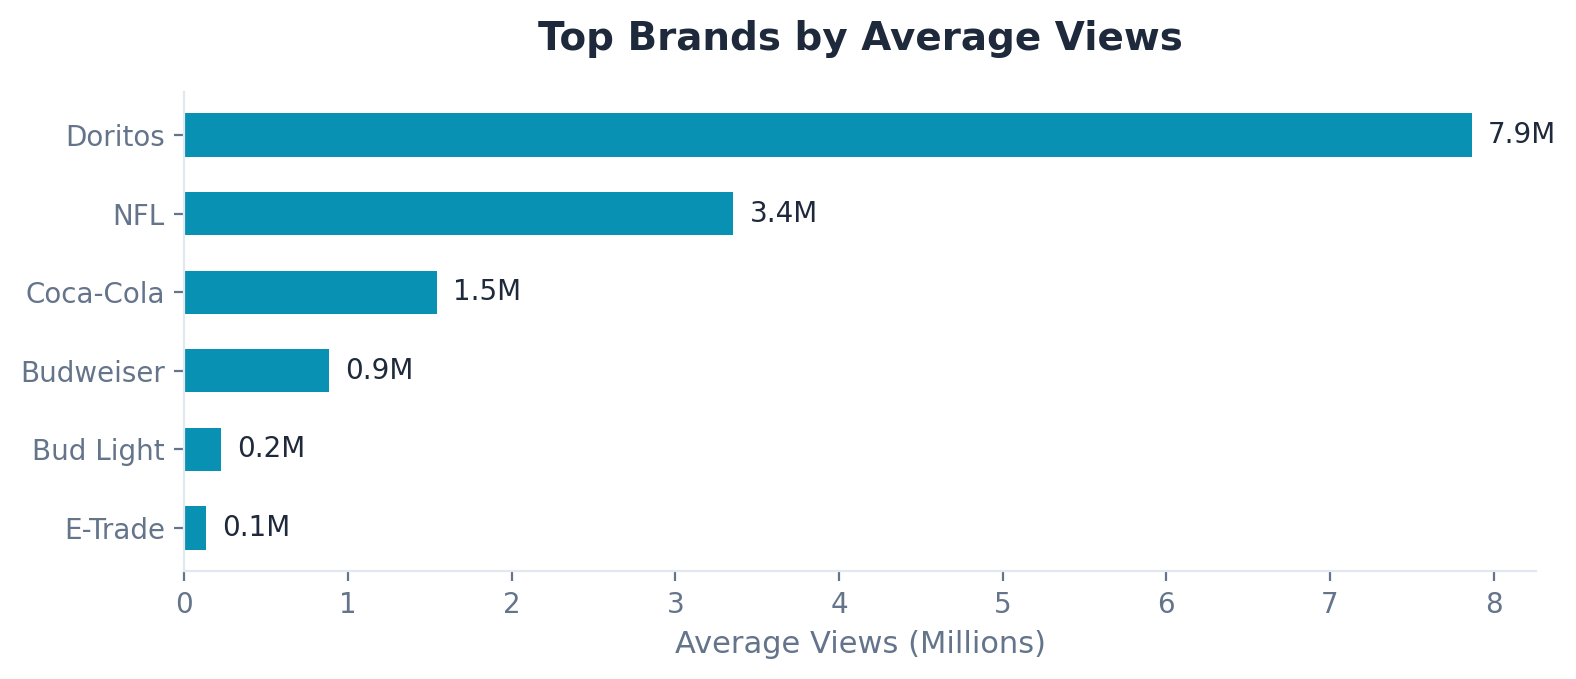 Top Brands by Average Views
Doritos
7.9M
NFL
3.4M
Coca-Cola
1.5M
Budweiser
0.9M
Bud Light
0.2M
E-Trade
0.1M
0 1 2 3 4 5 6 7 8
Average Views (Millions)